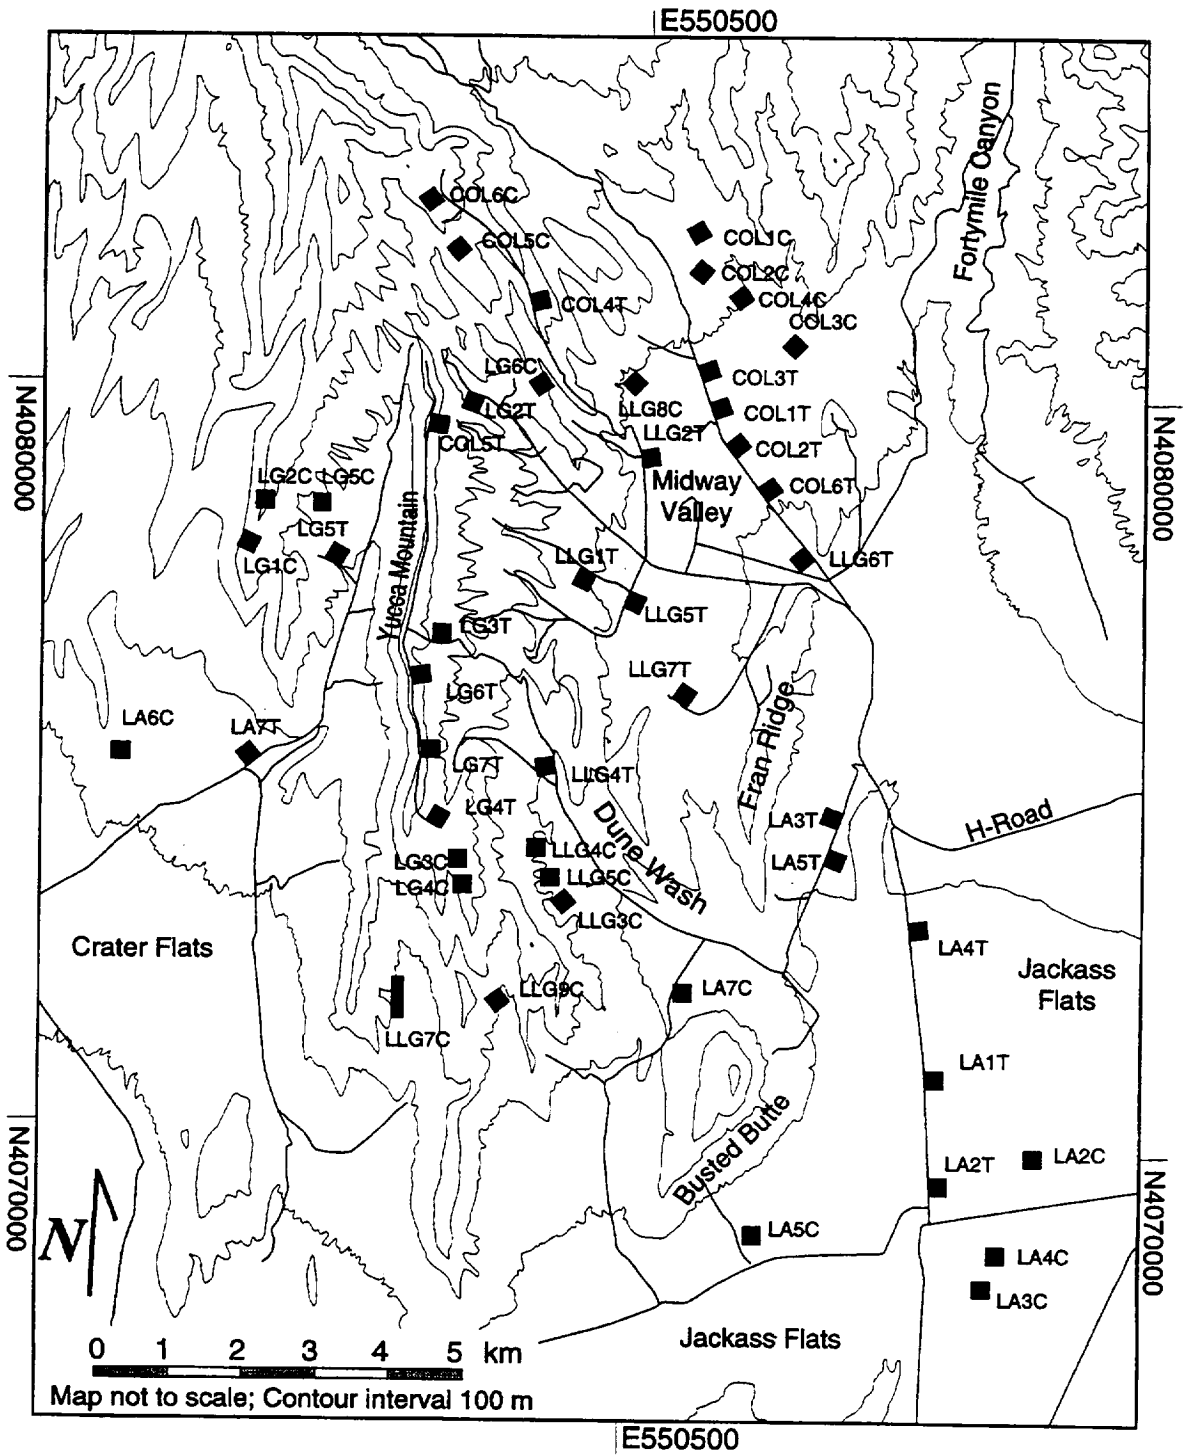 E550500
Fortymile Canyon
COL6C
COL5C
COL1C
COL2C
COL4C
COL4T
COL3C
LG6C
COL3T
N4080000
LG2T
LLG8C
COL1T
N4080000
COL5T
LLG2T
COL2T
LG2C
LG5C
Midway
Valley
COL6T
Yucca Mountain
LG5T
LG1C
LLG1T
LLG6T
LLG5T
LG3T
LLG7T
LG6T
Fran Ridge
LA6C
LA7T
LG7T
LLG4T
LG4T
Dune Wash
LA3T
H-Road
LG3C
LLG4C
LA5T
LG4C
LLG5C
LLG3C
Crater Flats
LA4T
Jackass
Flats
LLG9C
LA7C
LLG7C
LA1T
Busted Butte
LA2T
LA2C
N4070000
N4070000
N
LA5C
LA4C
LA3C
Jackass Flats
0 1 2 3 4 5 km
Map not to scale; Contour interval 100 m
E550500